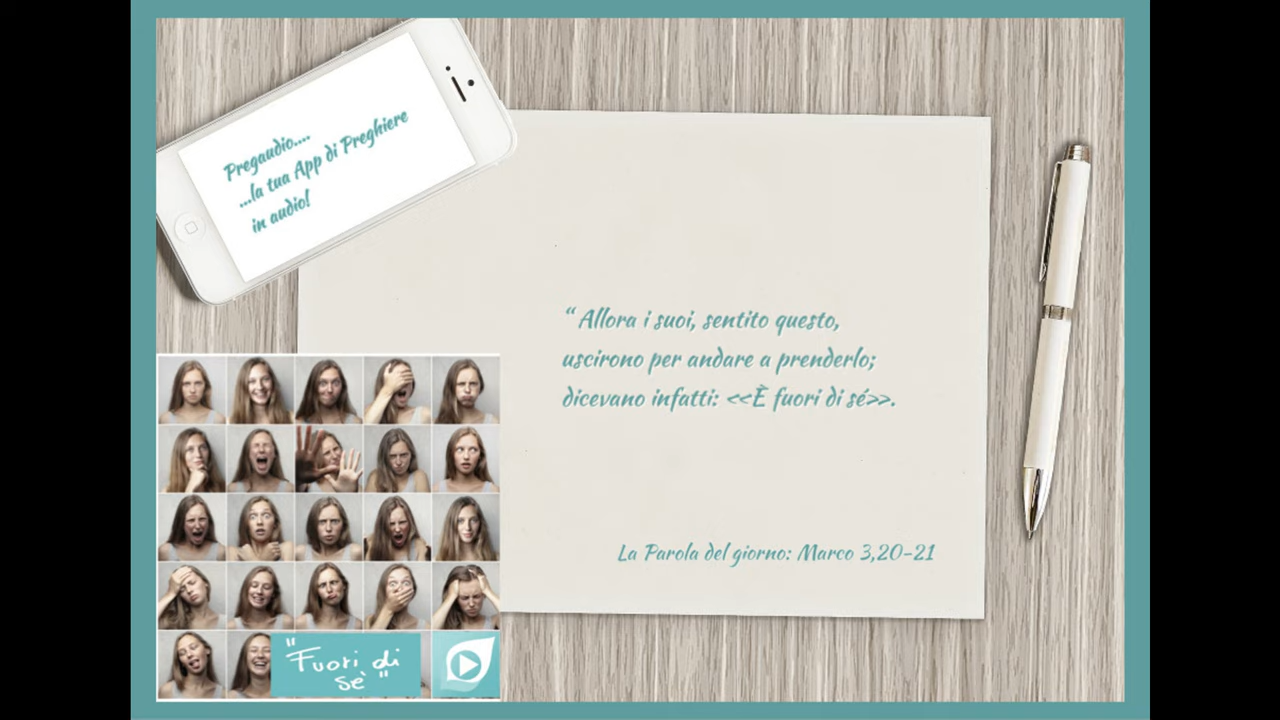 Pregaudio....
...la tua App di Preghiere
in audio!
“ Allora i suoi, sentito questo,
uscirono per andare a prenderlo;
dicevano infatti: <<È fuori di sé>>.
La Parola del giorno: Marco 3,20-21
"Fuori di
sè"